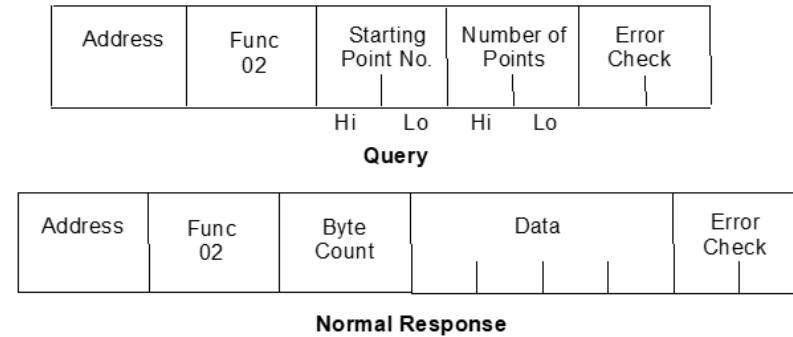 Address
Func
02
Starting
Point No.
Number of
Points
Error
Check
Hi Lo Hi Lo
Query
Address
Func
02
Byte
Count
Data
Error
Check
Normal Response